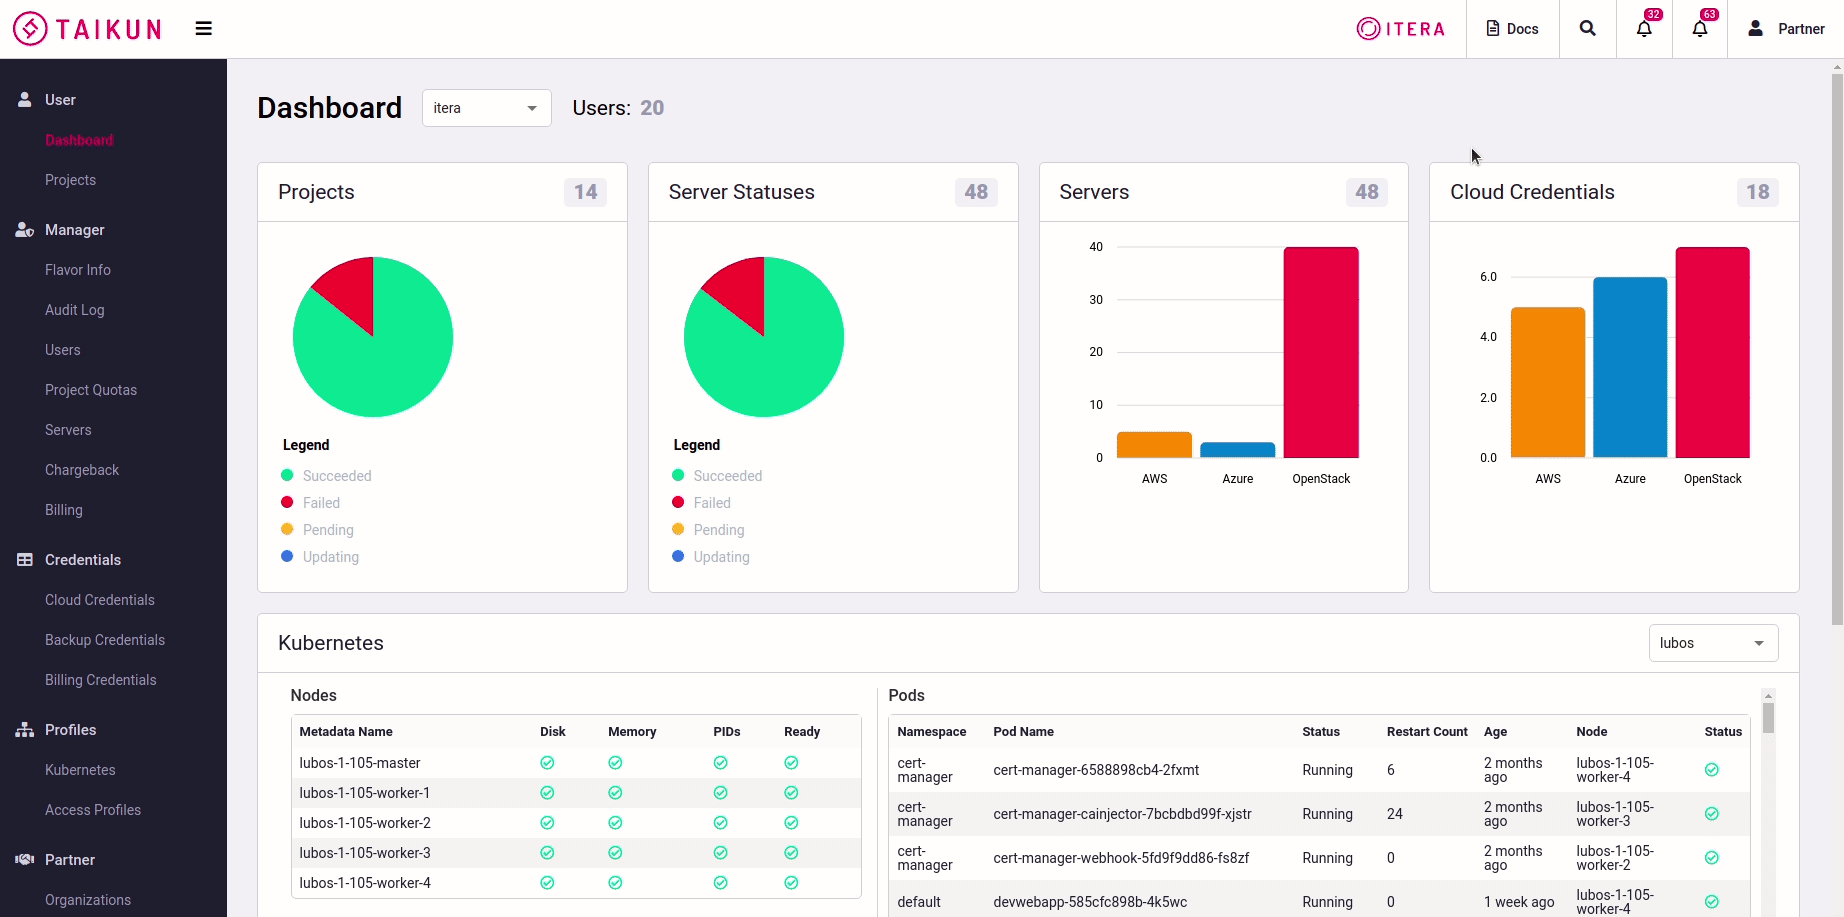 TAIKUN
ITERA
Docs
32
63
Partner
User
Dashboard
Projects
Manager
Flavor Info
Audit Log
Users
Project Quotas
Servers
Chargeback
Billing
Credentials
Cloud Credentials
Backup Credentials
Billing Credentials
Profiles
Kubernetes
Access Profiles
Partner
Organizations
Dashboard
itera
Users: 20
Projects 14
Legend
Succeeded
Failed
Pending
Updating
Server Statuses 48
Legend
Succeeded
Failed
Pending
Updating
Servers 48
40
30
20
10
0
AWS Azure OpenStack
Cloud Credentials 18
6.0
4.0
2.0
0.0
AWS Azure OpenStack
Kubernetes
lubos
Nodes
Metadata Name Disk Memory PIDs Ready
lubos-1-105-master
lubos-1-105-worker-1
lubos-1-105-worker-2
lubos-1-105-worker-3
lubos-1-105-worker-4
Pods
Namespace Pod Name Status Restart Count Age Node Status
cert-
manager
cert-manager-6588898cb4-2fxmt
Running
6
2 months
ago
lubos-1-105-
worker-4
cert-
manager
cert-manager-cainjector-7bcbdbd99f-xjstr
Running
24
2 months
ago
lubos-1-105-
worker-3
cert-
manager
cert-manager-webhook-5fd9f9dd86-fs8zf
Running
0
2 months
ago
lubos-1-105-
worker-2
default
devwebapp-585cfc898b-4k5wc
Running
0
1 week ago
lubos-1-105-
worker-4